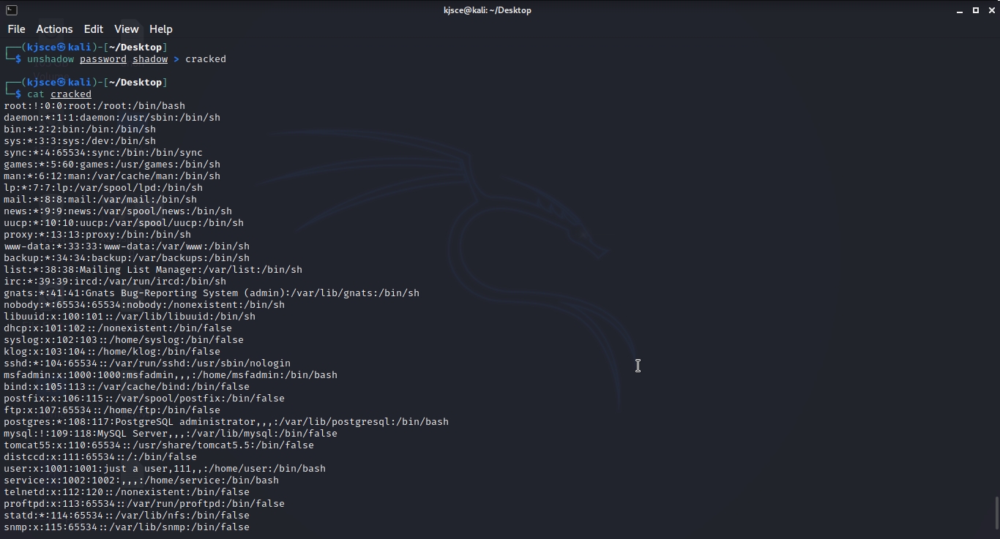 kjsce@kali: ~/Desktop
File Actions Edit View Help
┌──(kjsce㉿kali)-[~/Desktop]
└─$ unshadow password shadow > cracked
┌──(kjsce㉿kali)-[~/Desktop]
└─$ cat cracked
root:!:0:0:root:/root:/bin/bash
daemon:*:1:1:daemon:/usr/sbin:/bin/sh
bin:*:2:2:bin:/bin:/bin/sh
sys:*:3:3:sys:/dev:/bin/sh
sync:*:4:65534:sync:/bin:/bin/sync
games:*:5:60:games:/usr/games:/bin/sh
man:*:6:12:man:/var/cache/man:/bin/sh
lp:*:7:7:lp:/var/spool/lpd:/bin/sh
mail:*:8:8:mail:/var/mail:/bin/sh
news:*:9:9:news:/var/spool/news:/bin/sh
uucp:*:10:10:uucp:/var/spool/uucp:/bin/sh
proxy:*:13:13:proxy:/bin:/bin/sh
www-data:*:33:33:www-data:/var/www:/bin/sh
backup:*:34:34:backup:/var/backups:/bin/sh
list:*:38:38:Mailing List Manager:/var/list:/bin/sh
irc:*:39:39:ircd:/var/run/ircd:/bin/sh
gnats:*:41:41:Gnats Bug-Reporting System (admin):/var/lib/gnats:/bin/sh
nobody:*:65534:65534:nobody:/nonexistent:/bin/sh
libuuid:x:100:101::/var/lib/libuuid:/bin/sh
dhcp:x:101:102::/nonexistent:/bin/false
syslog:x:102:103::/home/syslog:/bin/false
klog:x:103:104::/home/klog:/bin/false
sshd:*:104:65534::/var/run/sshd:/usr/sbin/nologin
msfadmin:x:1000:1000:msfadmin,,,:/home/msfadmin:/bin/bash
bind:x:105:113::/var/cache/bind:/bin/false
postfix:x:106:115::/var/spool/postfix:/bin/false
ftp:x:107:65534::/home/ftp:/bin/false
postgres:*:108:117:PostgreSQL administrator,,,:/var/lib/postgresql:/bin/bash
mysql:!:109:118:MySQL Server,,,:/var/lib/mysql:/bin/false
tomcat55:x:110:65534::/usr/share/tomcat5.5:/bin/false
distccd:x:111:65534::/:/bin/false
user:x:1001:1001:just a user,111,,:/home/user:/bin/bash
service:x:1002:1002:,,,:/home/service:/bin/bash
telnetd:x:112:120::/nonexistent:/bin/false
proftpd:x:113:65534::/var/run/proftpd:/bin/false
statd:*:114:65534::/var/lib/nfs:/bin/false
snmp:x:115:65534::/var/lib/snmp:/bin/false